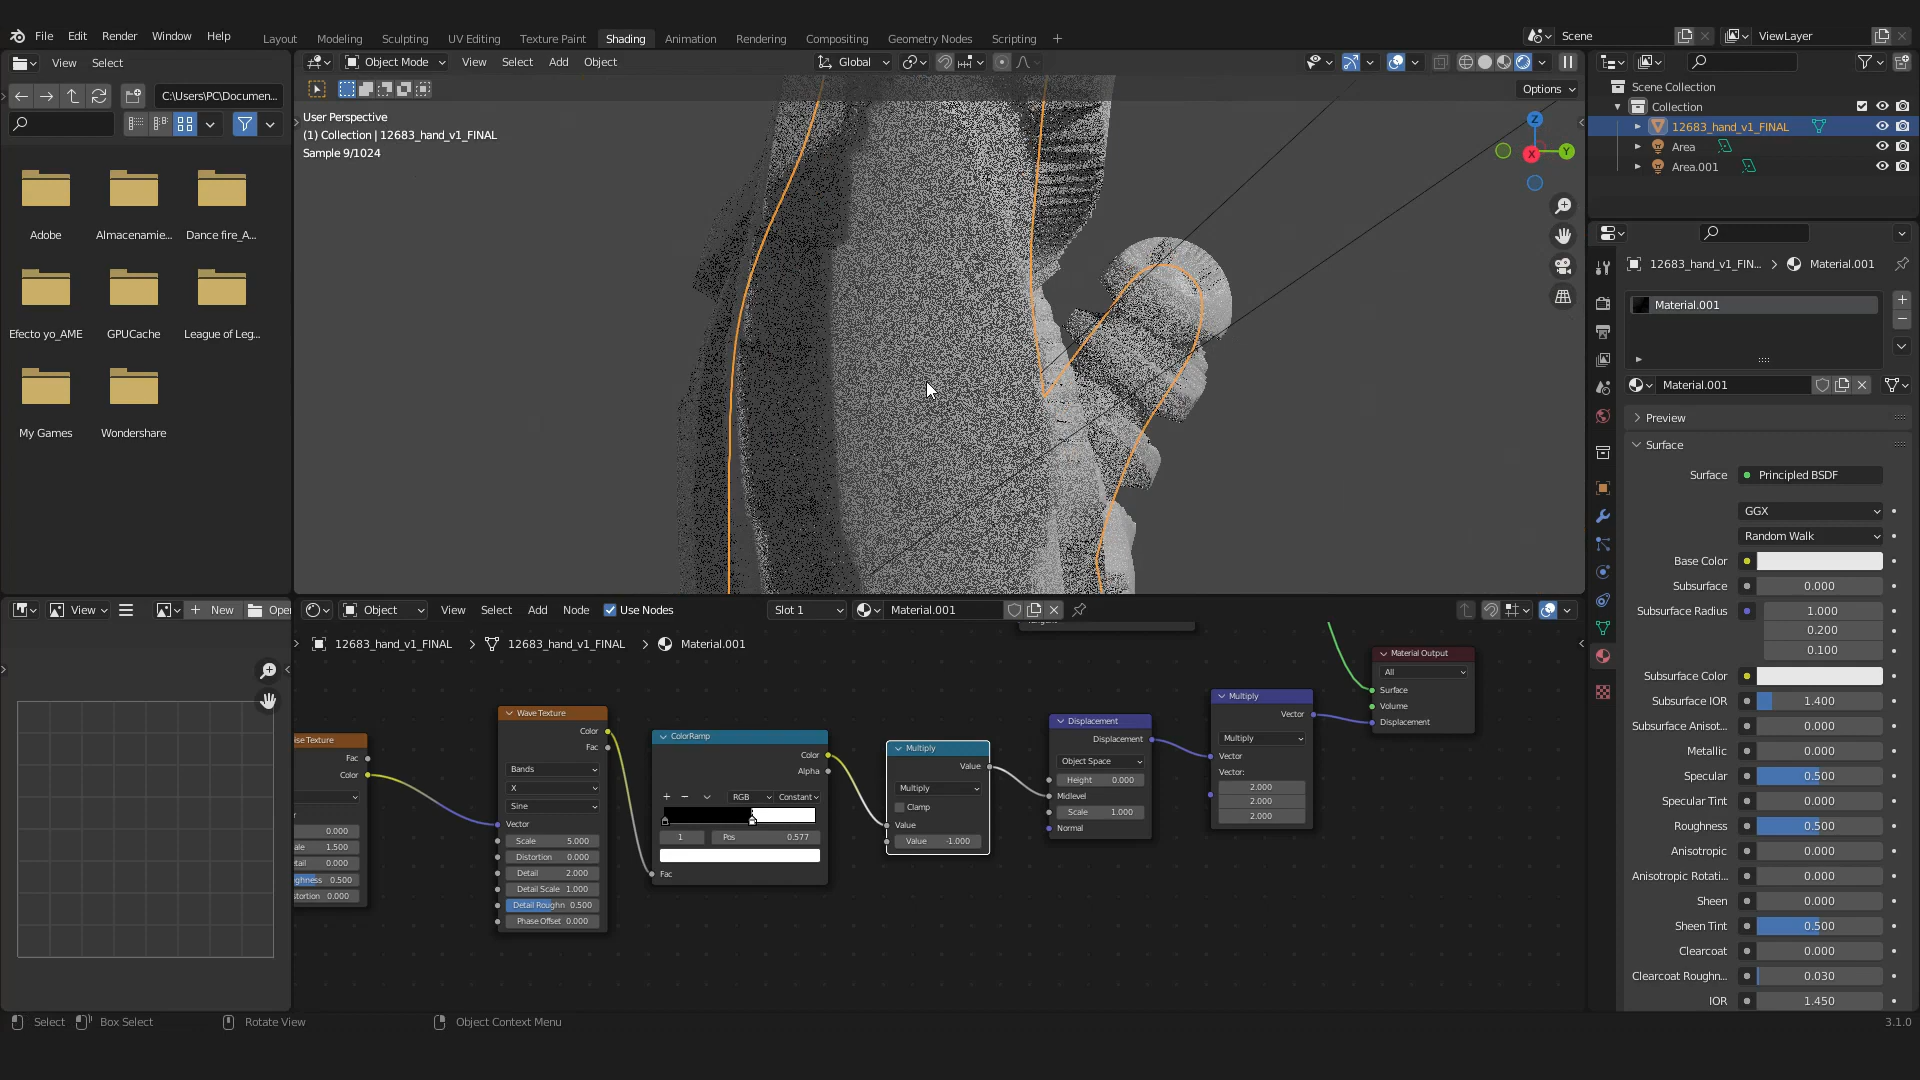 File Edit Render Window Help
Layout Modeling Sculpting UV Editing Texture Paint Shading Animation Rendering Compositing Geometry Nodes Scripting
Scene
ViewLayer
View Select
C:\Users\PC\Documen...
Adobe
Almacenamie...
Dance fire_A...
Efecto yo_AME
GPUCache
League of Leg...
My Games
Wondershare
Object Mode View Select Add Object
Global
Options
User Perspective
(1) Collection | 12683_hand_v1_FINAL
Sample 9/1024
Z
Y
X
Scene Collection
Collection
12683_hand_v1_FINAL
Area
Area.001
12683_hand_v1_FIN... Material.001
Material.001
Material.001
Preview
Surface
Surface Principled BSDF
GGX
Random Walk
Base Color
Subsurface 0.000
Subsurface Radius 1.000
0.200
0.100
Subsurface Color
Subsurface IOR 1.400
Subsurface Anisot... 0.000
Metallic 0.000
Specular 0.500
Specular Tint 0.000
Roughness 0.500
Anisotropic 0.000
Anisotropic Rotati... 0.000
Sheen 0.000
Sheen Tint 0.500
Clearcoat 0.000
Clearcoat Roughn... 0.030
IOR 1.450
View
New
Open
Object View Select Add Node Use Nodes
Slot 1
Material.001
12683_hand_v1_FINAL 12683_hand_v1_FINAL Material.001
ise Texture
Fac
Color
0.000
ale 1.500
tail 0.000
ghness 0.500
tortion 0.000
Wave Texture
Color
Fac
Bands
X
Sine
Vector
Scale 5.000
Distortion 0.000
Detail 2.000
Detail Scale 1.000
Detail Roughn 0.500
Phase Offset 0.000
ColorRamp
Color
Alpha
RGB Constant
1 Pos 0.577
Fac
Multiply
Value
Multiply
Clamp
Value
Value -1.000
Displacement
Displacement
Object Space
Height 0.000
Midlevel
Scale 1.000
Normal
Multiply
Vector
Multiply
Vector
Vector:
2.000
2.000
2.000
Material Output
All
Surface
Volume
Displacement
Select Box Select Rotate View Object Context Menu
3.1.0